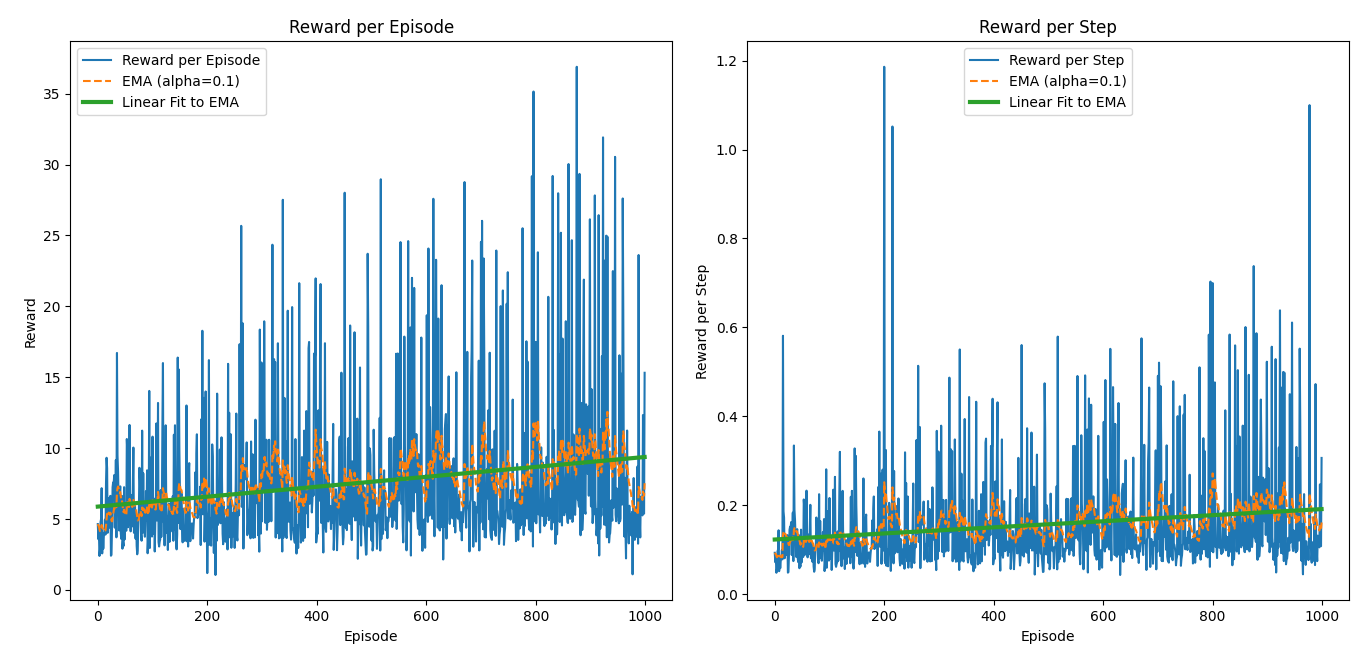 Reward per Episode
Reward per Episode
EMA (alpha=0.1)
Linear Fit to EMA
35
30
25
20
15
10
5
0
Reward
0 200 400 600 800 1000
Episode
Reward per Step
Reward per Step
EMA (alpha=0.1)
Linear Fit to EMA
1.2
1.0
0.8
0.6
0.4
0.2
0.0
Reward per Step
0 200 400 600 800 1000
Episode